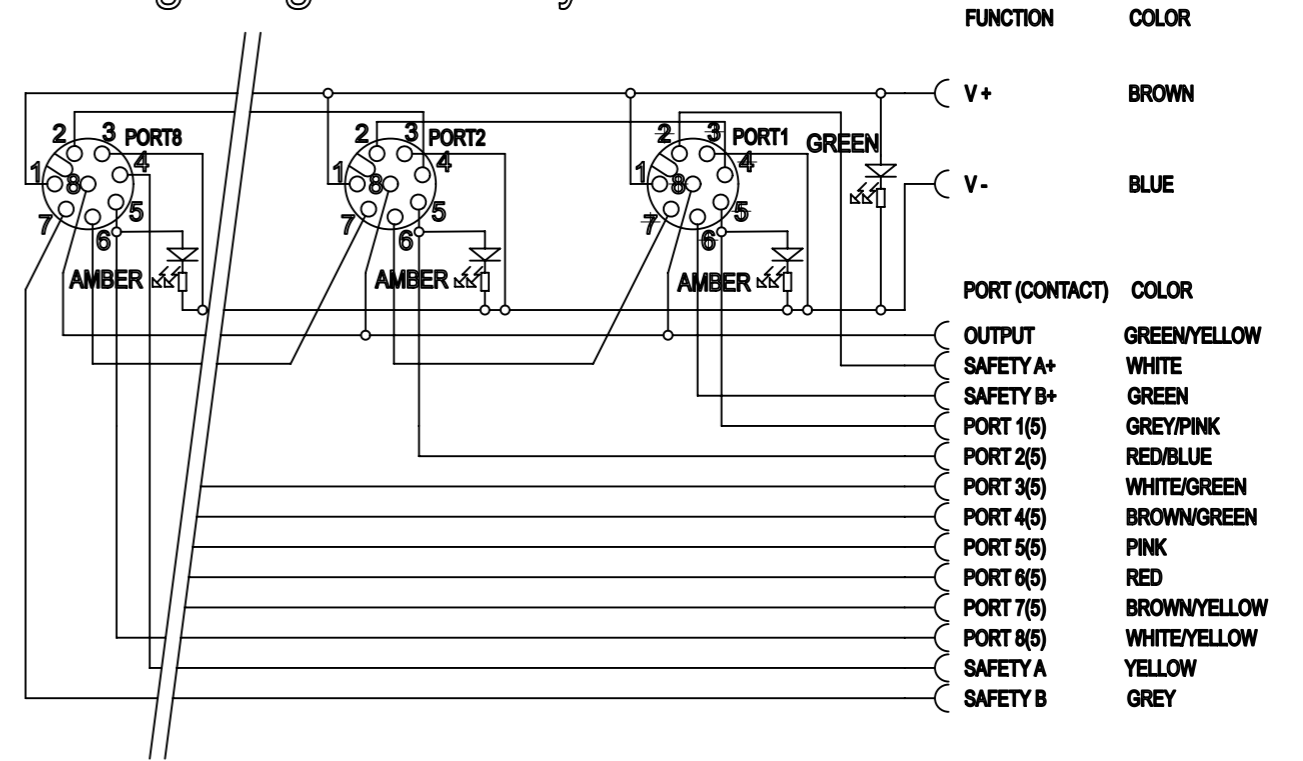 FUNCTION COLOR
V + BROWN
2 3 PORT8
2 3 PORT2
2 3 PORT1 GREEN
1 8 4
1 8 4
1 8 4
V - BLUE
7 6 5
7 6 5
7 6 5
AMBER
AMBER
AMBER
PORT (CONTACT) COLOR
OUTPUT GREEN/YELLOW
SAFETY A+ WHITE
SAFETY B+ GREEN
PORT 1(5) GREY/PINK
PORT 2(5) RED/BLUE
PORT 3(5) WHITE/GREEN
PORT 4(5) BROWN/GREEN
PORT 5(5) PINK
PORT 6(5) RED
PORT 7(5) BROWN/YELLOW
PORT 8(5) WHITE/YELLOW
SAFETY A YELLOW
SAFETY B GREY